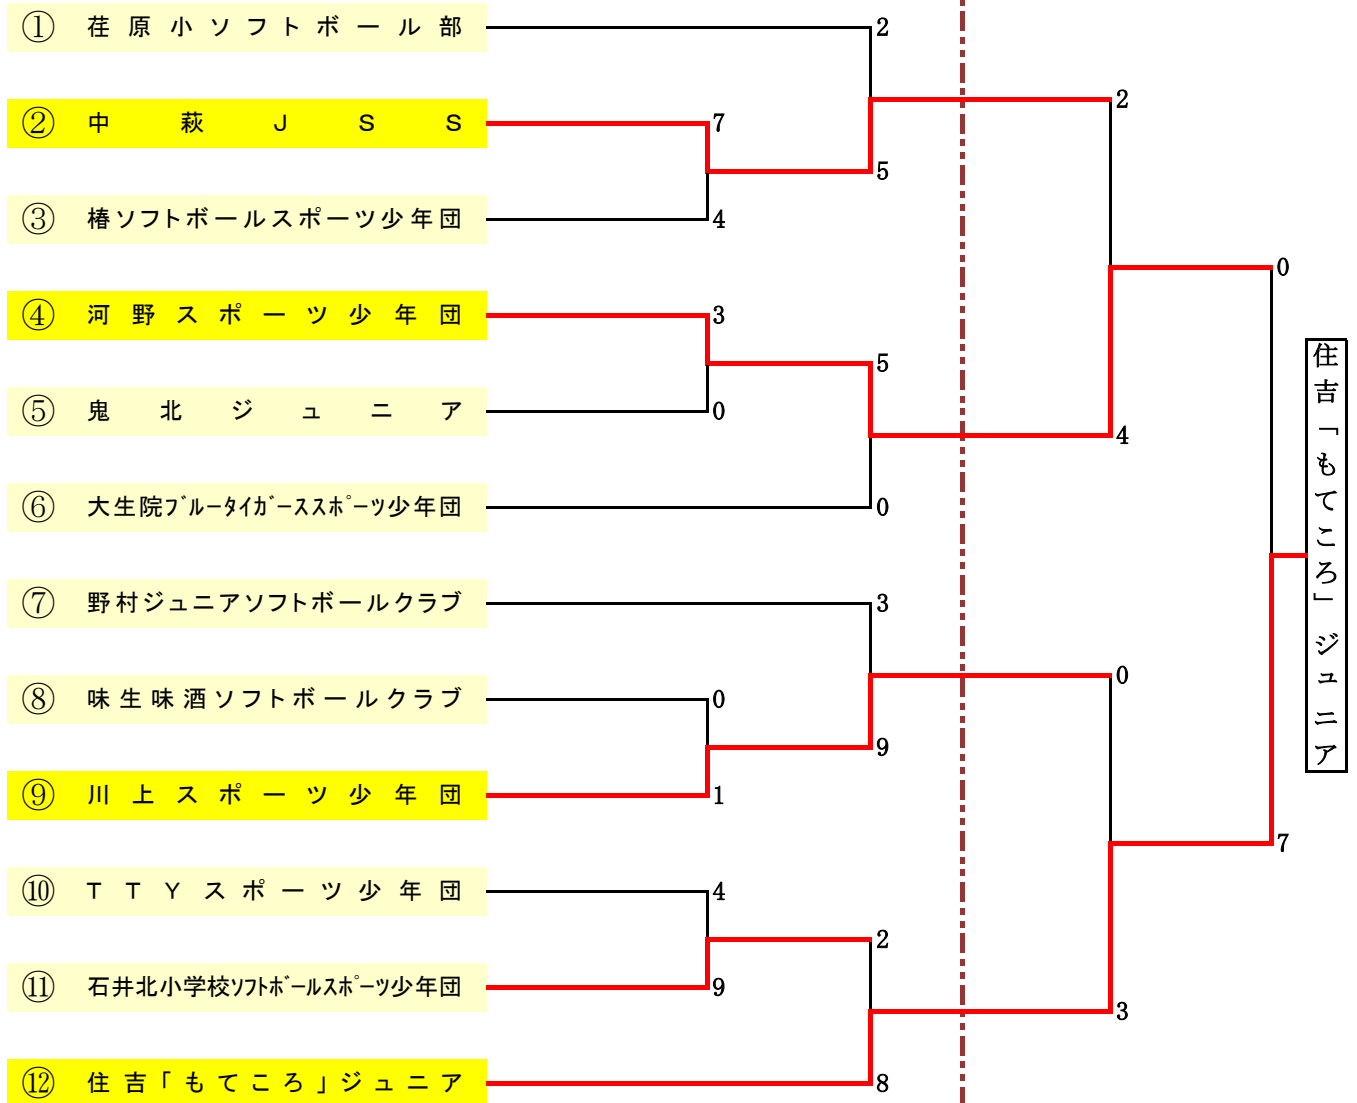 ① 荏原小ソフトボール部
2
2
② 中萩JSS
7
5
③ 椿ソフトボールスポーツ少年団
4
0
④ 河野スポーツ少年団
3
5
⑤ 鬼北ジュニア
0
4
⑥ 大生院ﾌﾞﾙｰﾀｲｶﾞｰｽスポーツ少年団
0
⑦ 野村ジュニアソフトボールクラブ
3
0
⑧ 味生味酒ソフトボールクラブ
0
9
⑨ 川上スポーツ少年団
1
7
⑩ TTYスポーツ少年団
4
2
⑪ 石井北小学校ｿﾌﾄﾎﾞｰﾙｽﾎﾟｰﾂ少年団
9
3
⑫ 住吉「もてころ」ジュニア
8
住吉「もてころ」ジュニア